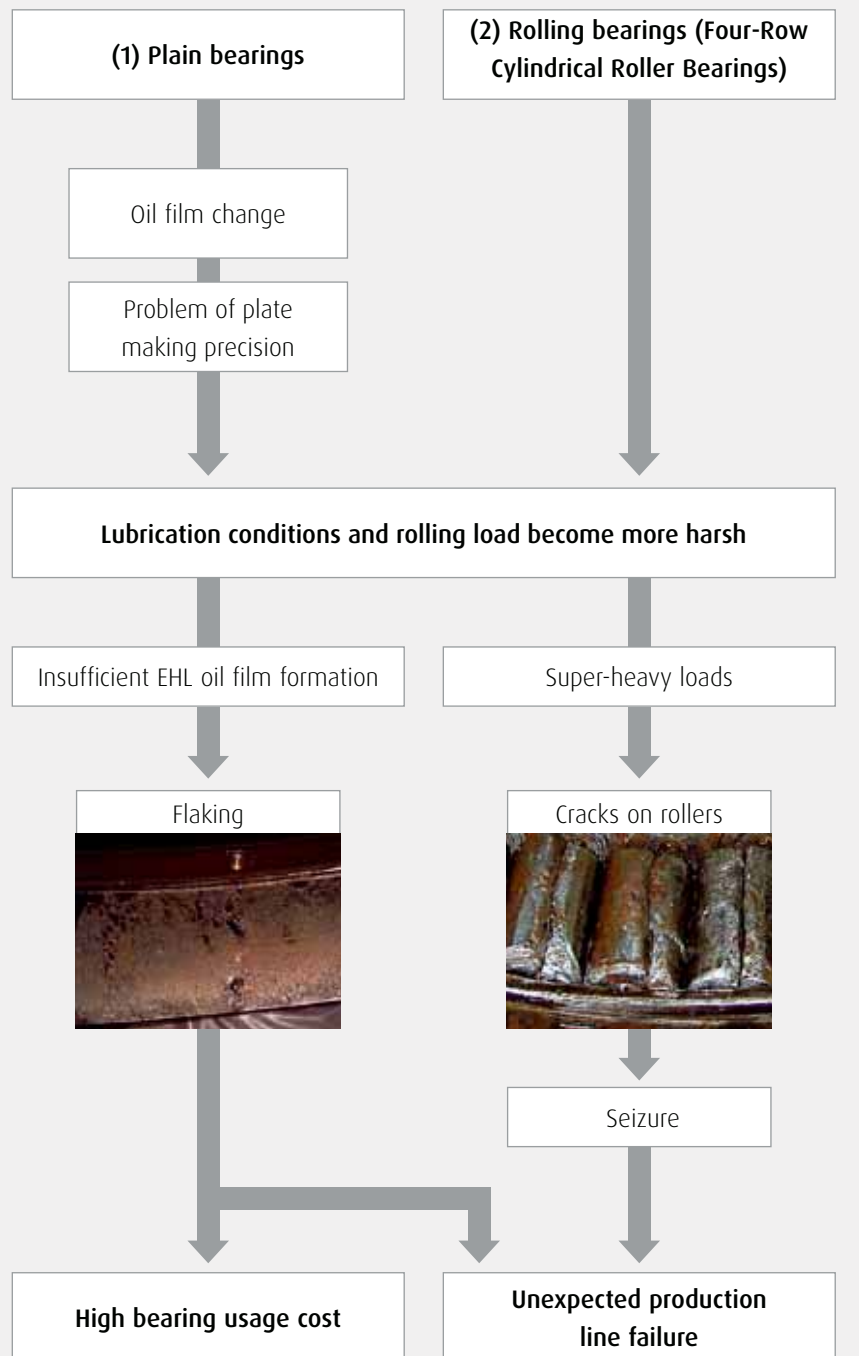 (1) Plain bearings
(2) Rolling bearings (Four-Row
Cylindrical Roller Bearings)
Oil film change
Problem of plate
making precision
Lubrication conditions and rolling load become more harsh
Insufficient EHL oil film formation
Super-heavy loads
Flaking
Cracks on rollers
Seizure
High bearing usage cost
Unexpected production
line failure